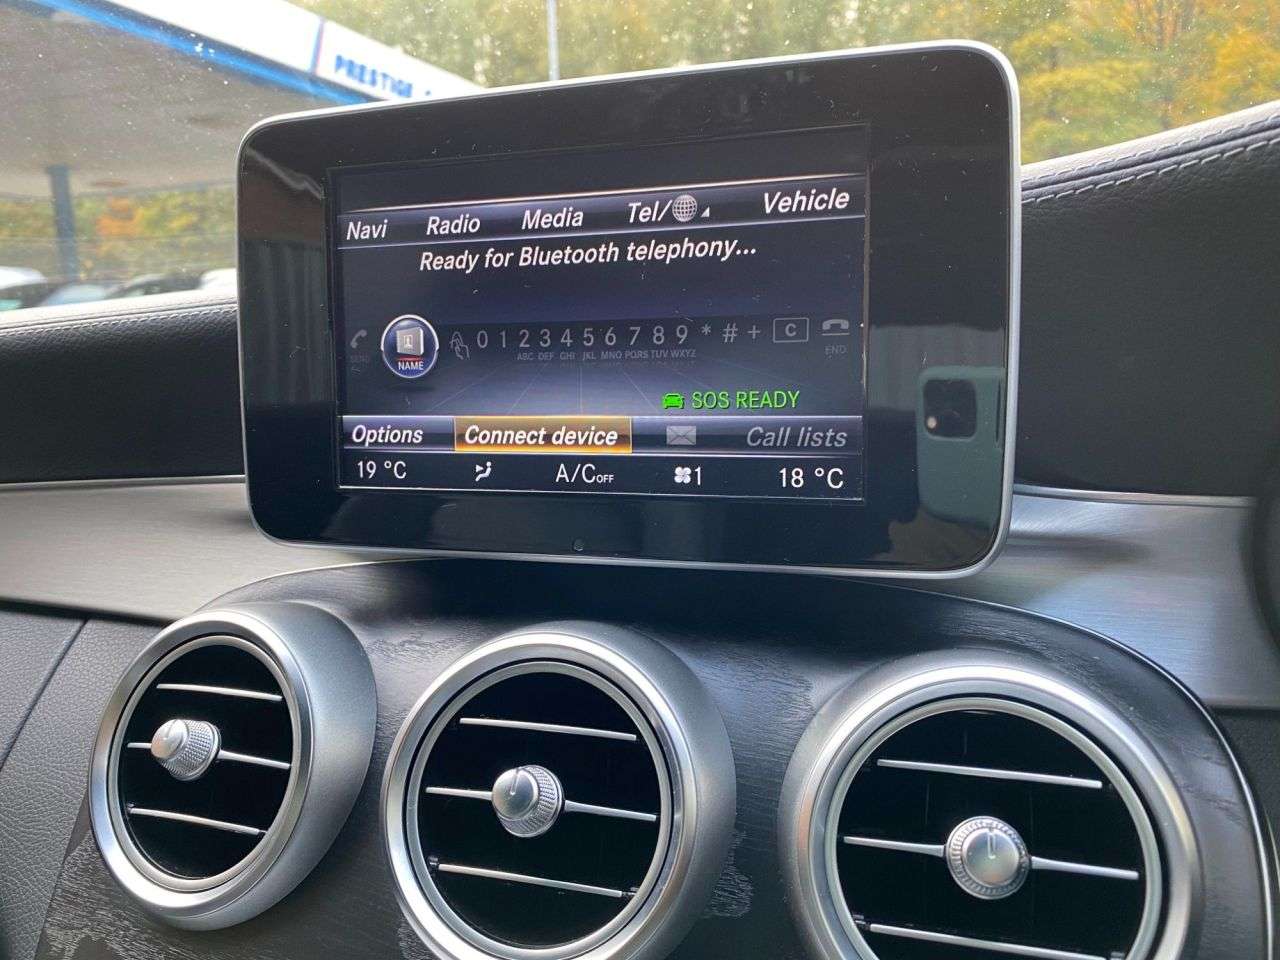 PRESTIGE
Navi Radio Media Tel/ Vehicle
Ready for Bluetooth telephony...
0 1 2 3 4 5 6 7 8 9 * # + C
SEND ABC DEF GHI JKL MNO PQRS TUV WXYZ END
NAME
SOS READY
Options Connect device Call lists
19 °C A/C OFF 1 18 °C